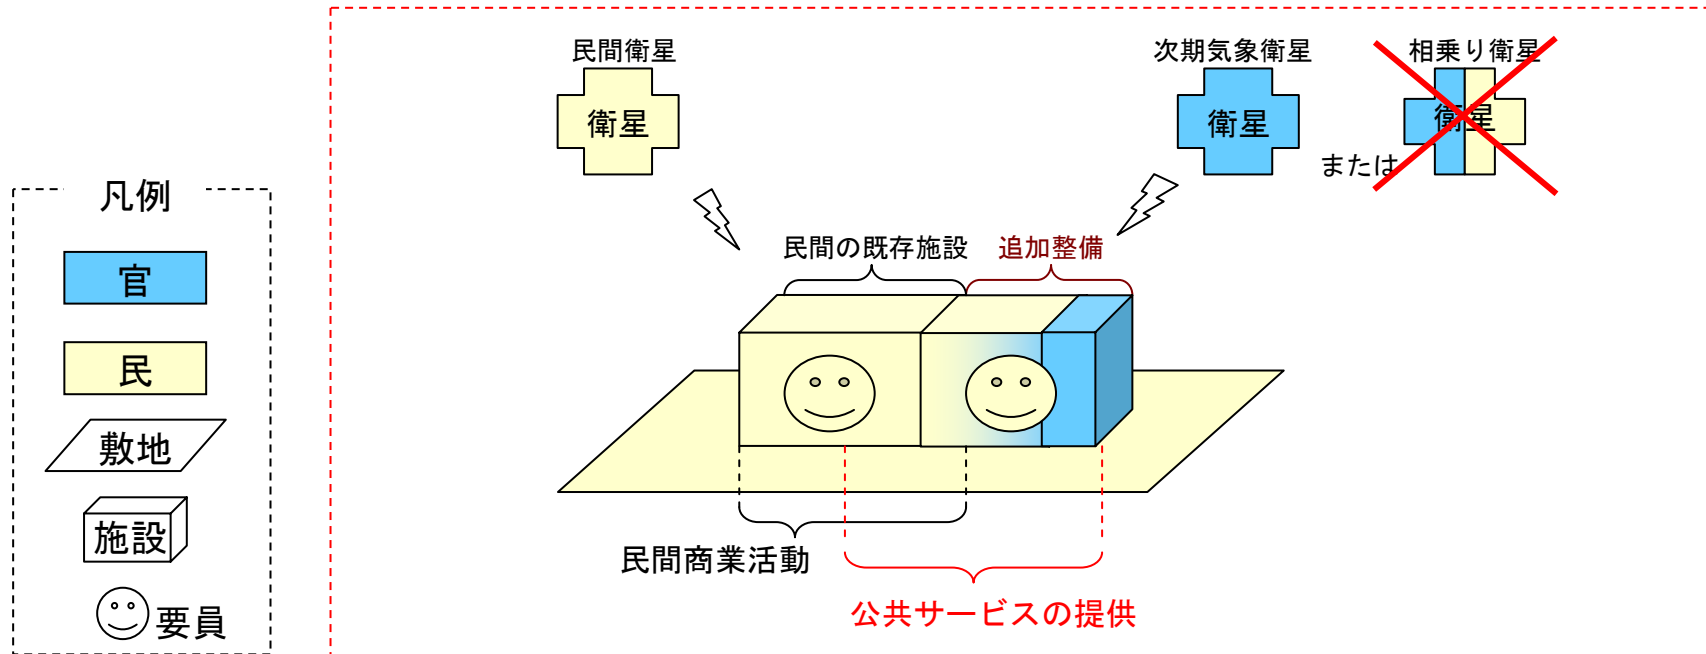 民間衛星
次期気象衛星
相乗り衛星
衛星
衛星
衛星
または
凡例
官
民
敷地
施設
要員
民間の既存施設
追加整備
民間商業活動
公共サービスの提供